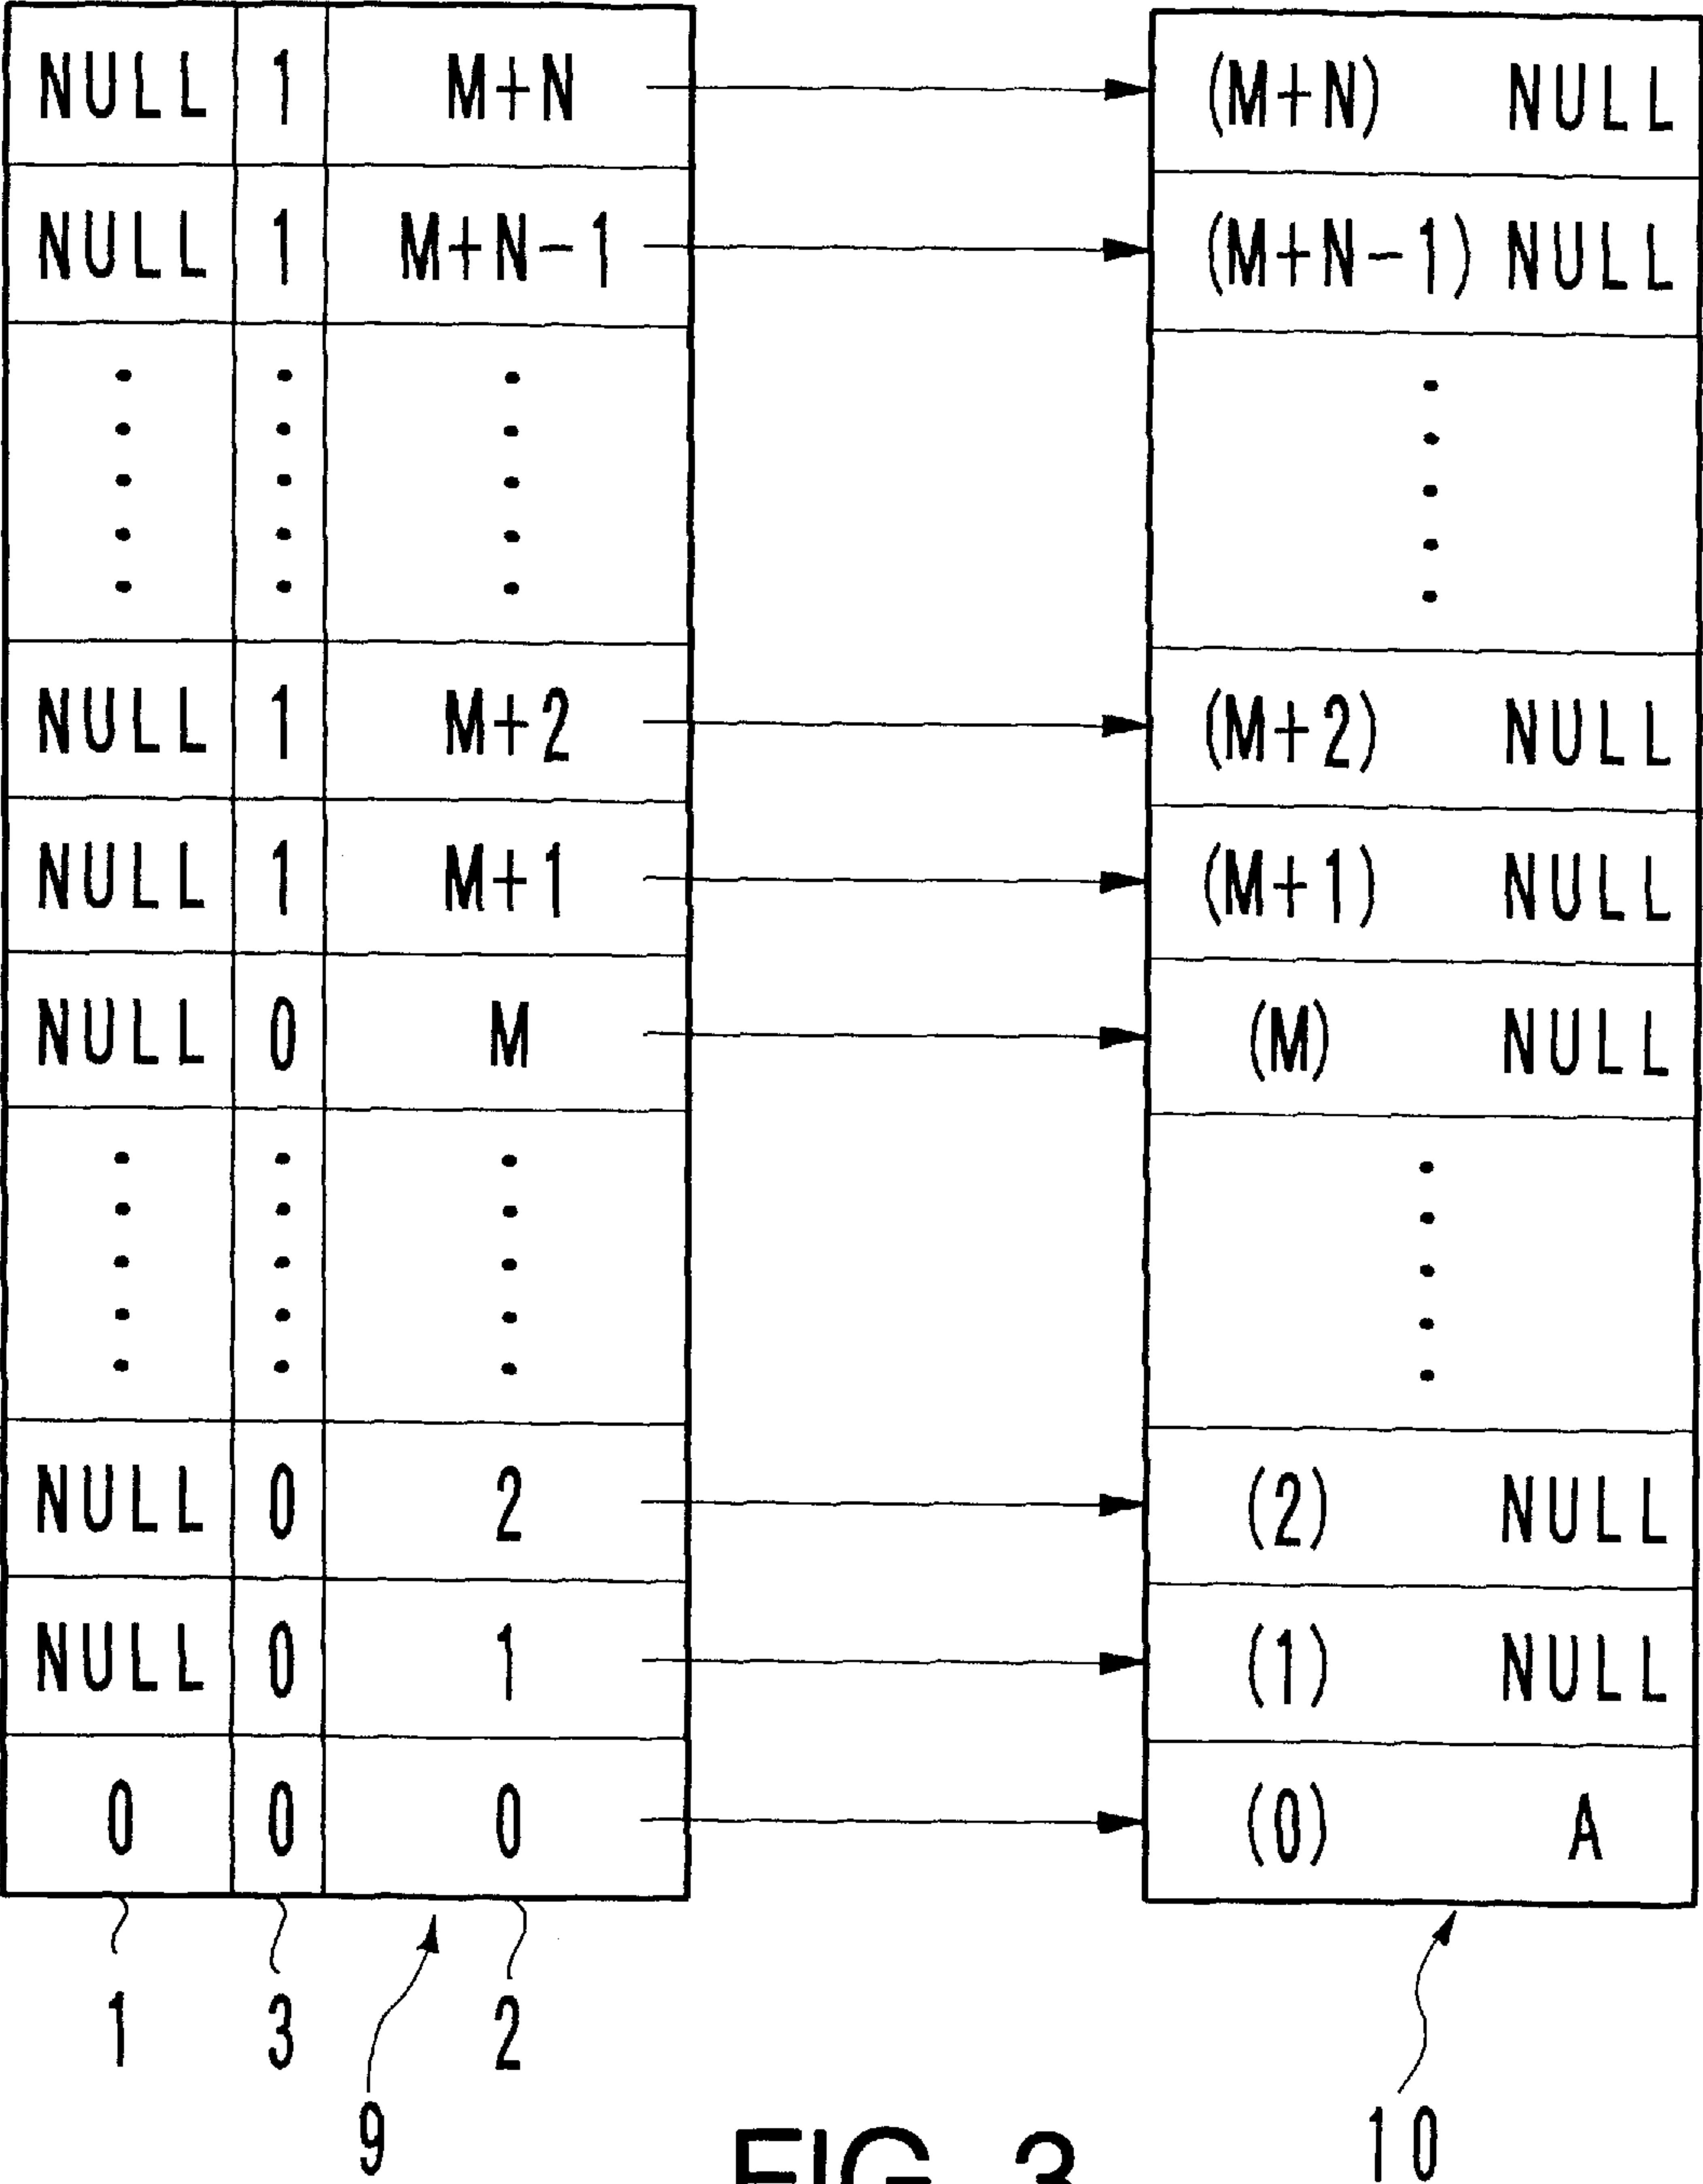 NULL 1 M+N (M+N) NULL
NULL 1 M+N-1 (M+N-1) NULL
NULL 1 M+2 (M+2) NULL
NULL 1 M+1 (M+1) NULL
NULL 0 M (M) NULL
NULL 0 2 (2) NULL
NULL 0 1 (1) NULL
0 0 0 (0) A
1 3 2
9 10
FIG. 3